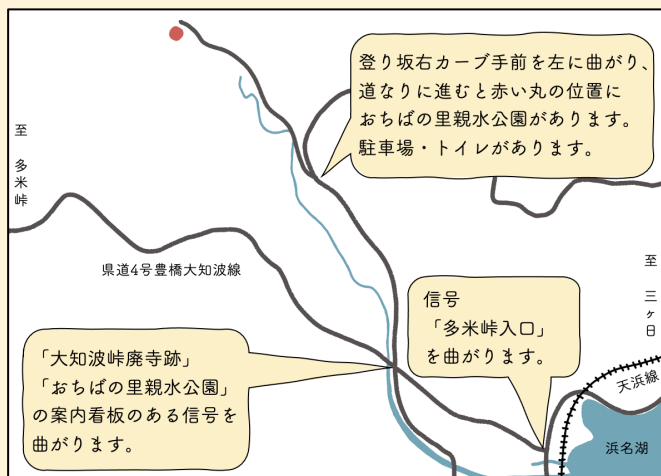 登り坂右カーブ手前を左に曲がり、
道なりに進むと赤い丸の位置に
おちばの里親水公園があります。
駐車場・トイレがあります。
至 多米峠
県道4号豊橋大知波線
至 三ヶ日
信号
「多米峠入口」
を曲がります。
「大知波峠廃寺跡」
「おちばの里親水公園」
の案内看板のある信号を
曲がります。
天浜線
浜名湖